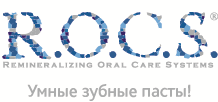 R.O.C.S.®
REMINERALIZING ORAL CARE SYSTEMS
Умные зубные пасты!